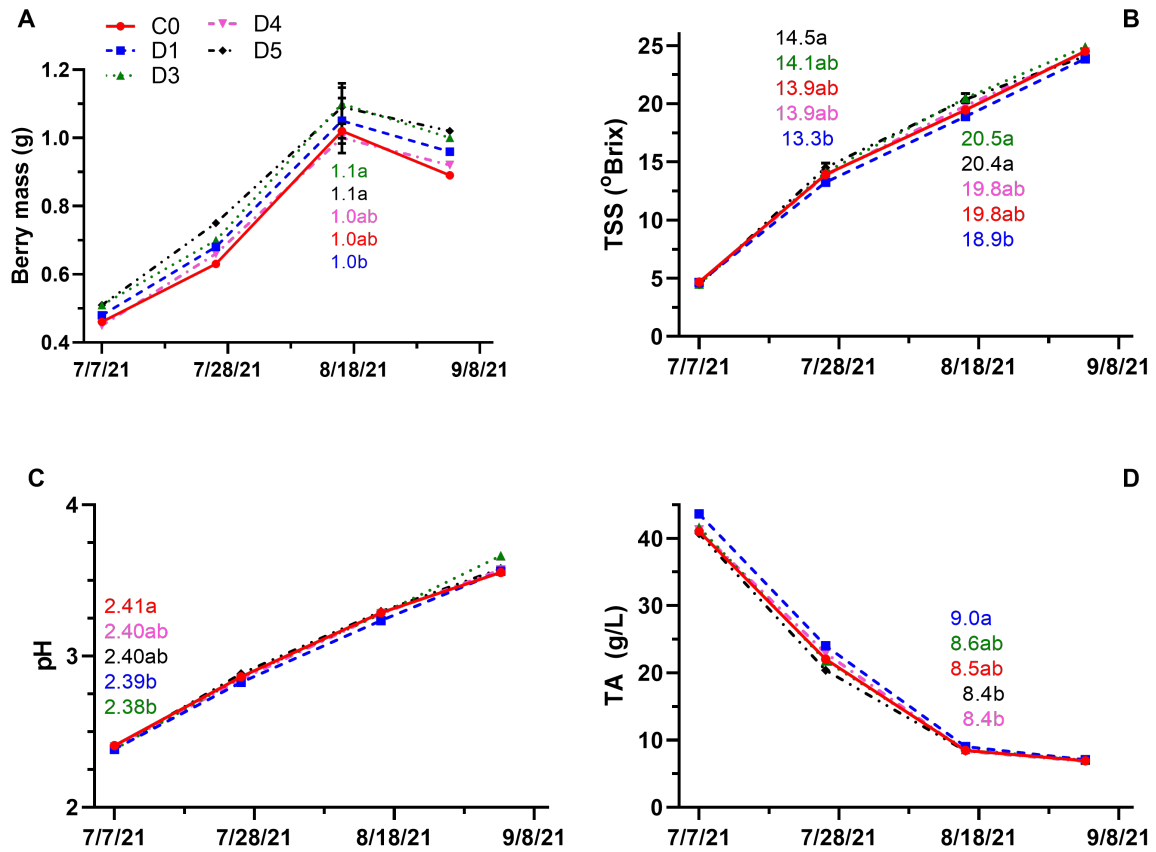 A
C0
D4
D1
D5
D3
1.2
1.0
0.8
0.6
0.4
Berry mass (g)
1.1a
1.1a
1.0ab
1.0ab
1.0b
7/7/21
7/28/21
8/18/21
9/8/21
B
25
20
15
10
5
0
TSS (°Brix)
14.5a
14.1ab
13.9ab
13.9ab
13.3b
20.5a
20.4a
19.8ab
19.8ab
18.9b
7/7/21
7/28/21
8/18/21
9/8/21
C
4
3
2
pH
2.41a
2.40ab
2.40ab
2.39b
2.38b
7/7/21
7/28/21
8/18/21
9/8/21
D
40
30
20
10
0
TA (g/L)
9.0a
8.6ab
8.5ab
8.4b
8.4b
7/7/21
7/28/21
8/18/21
9/8/21